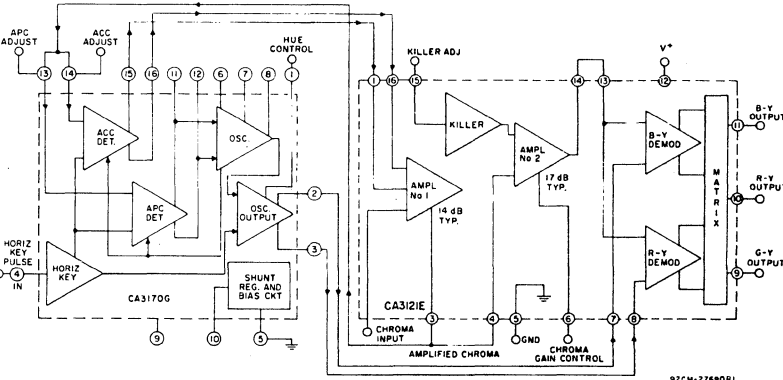 APC
ADJUST
ACC
ADJUST
HUE
CONTROL
KILLER ADJ
V+
13
14
15
16
11
12
6
7
8
1
1
16
15
14
13
12
ACC
DET.
OSC.
KILLER
AMPL
No 2
17 dB
TYP.
B-Y
DEMOD
11
B-Y
OUTPUT
APC
DET
OSC.
OUTPUT
2
3
AMPL
No 1
14 dB
TYP.
MATRIX
10
R-Y
OUTPUT
HORIZ
KEY
PULSE
4
IN
HORIZ
KEY
SHUNT
REG. AND
BIAS CKT
R-Y
DEMOD
9
G-Y
OUTPUT
CA3170G
CA3121E
9
10
5
CHROMA
INPUT
3
4
5
6
7
8
GND
AMPLIFIED CHROMA
CHROMA
GAIN CONTROL